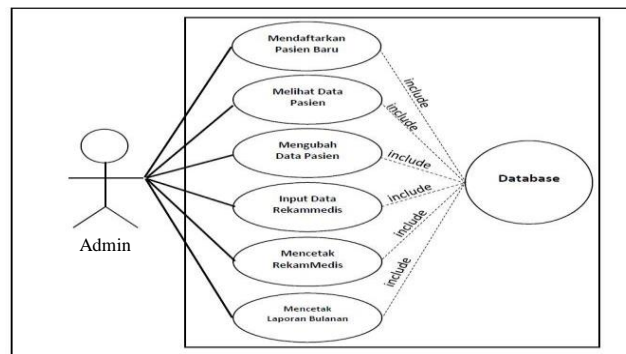 Mendaftarkan
Pasien Baru
include
Melihat Data
Pasien
include
Mengubah
Data Pasien
include
Database
Input Data
Rekammedis
include
Admin
Mencetak
RekamMedis
include
Mencetak
Laporan Bulanan
include